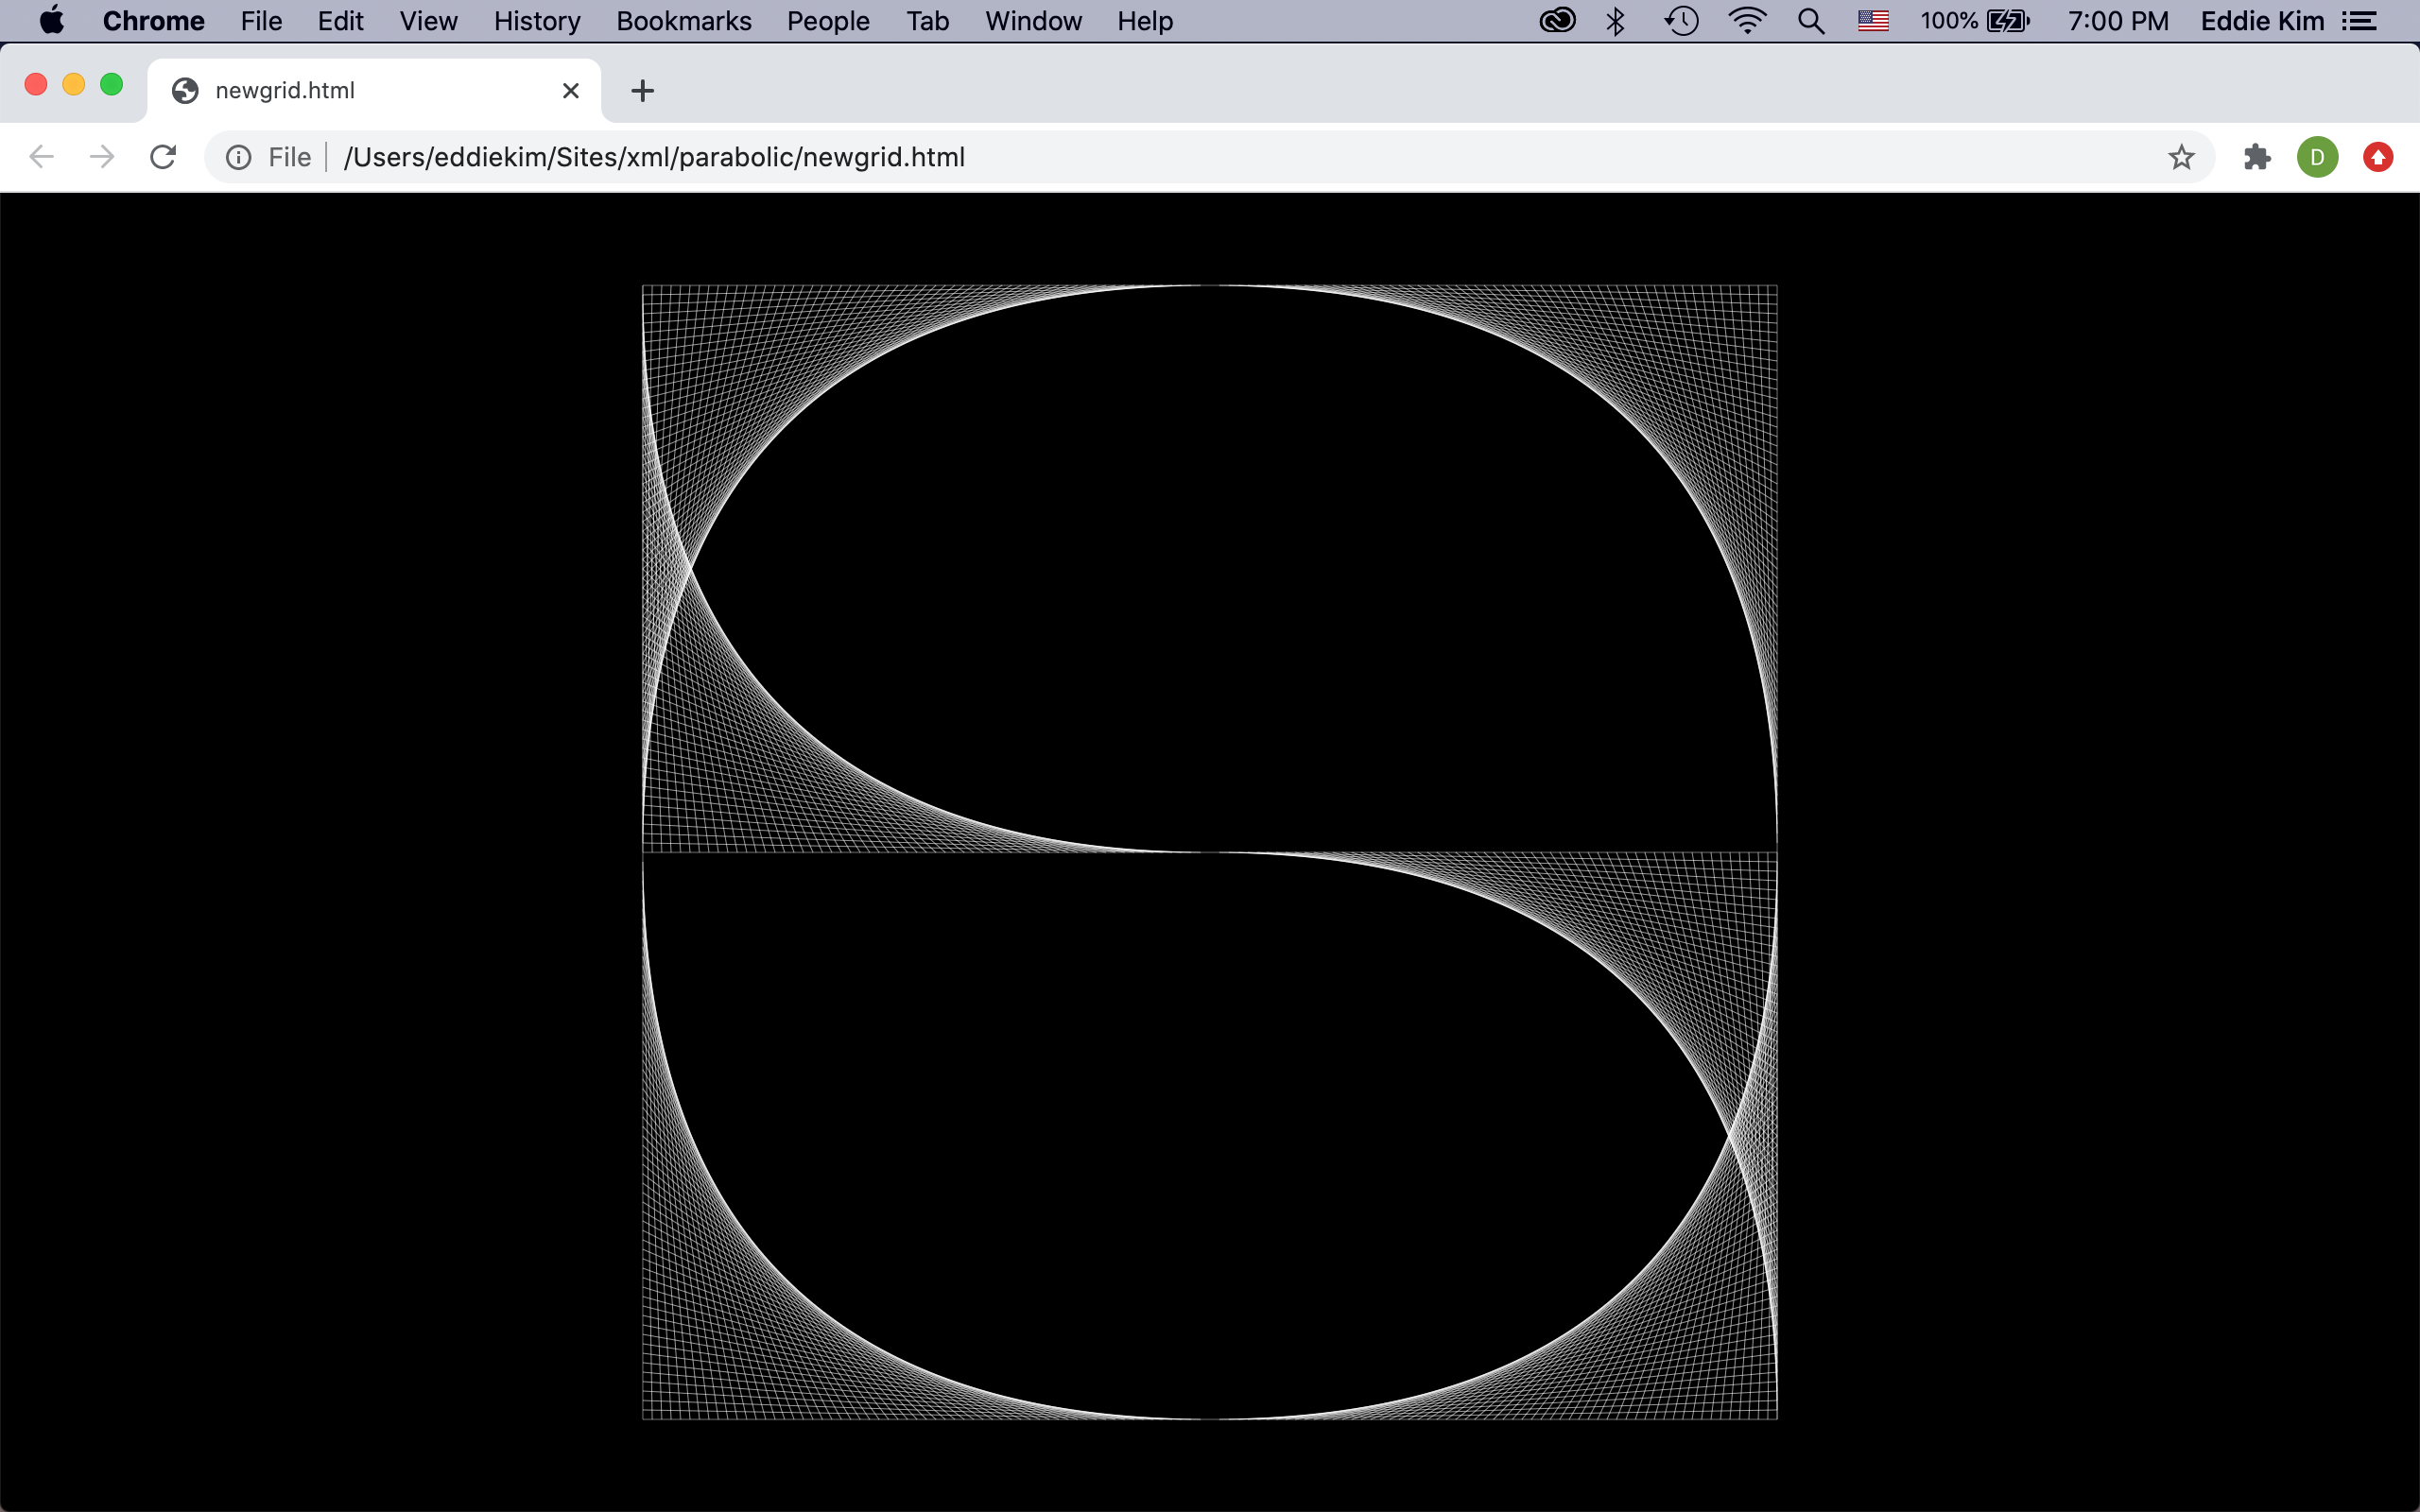 Chrome File Edit View History Bookmarks People Tab Window Help 100% 7:00 PM Eddie Kim
newgrid.html
File /Users/eddiekim/Sites/xml/parabolic/newgrid.html D